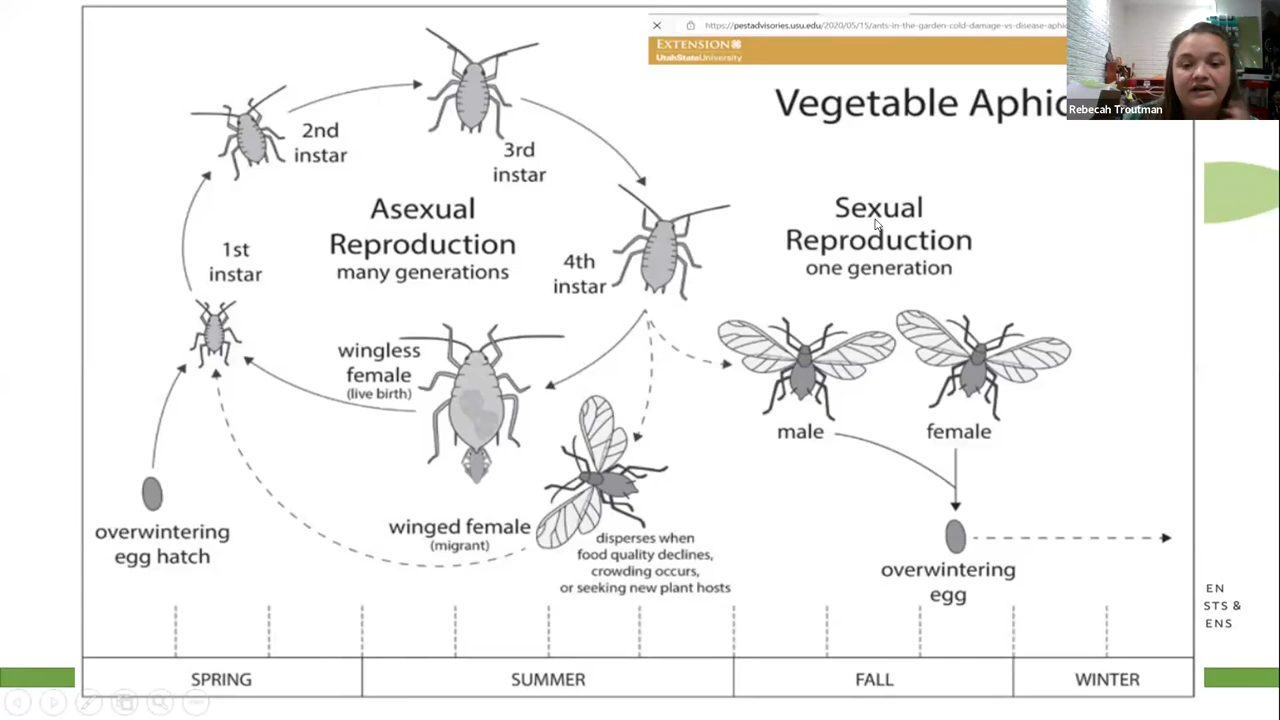 https://pestadvisories.usu.edu/2020/05/15/ants-in-the-garden-cold-damage-vs-disease-aphi
EXTENSION
UtahStateUniversity
Rebecah Troutman
Vegetable Aphi
2nd
instar
3rd
instar
Asexual
Reproduction
many generations
Sexual
Reproduction
one generation
1st
instar
4th
instar
wingless
female
(live birth)
male
female
overwintering
egg hatch
winged female
(migrant)
disperses when
food quality declines,
crowding occurs,
or seeking new plant hosts
overwintering
egg
EN
STS &
ENS
SPRING
SUMMER
FALL
WINTER